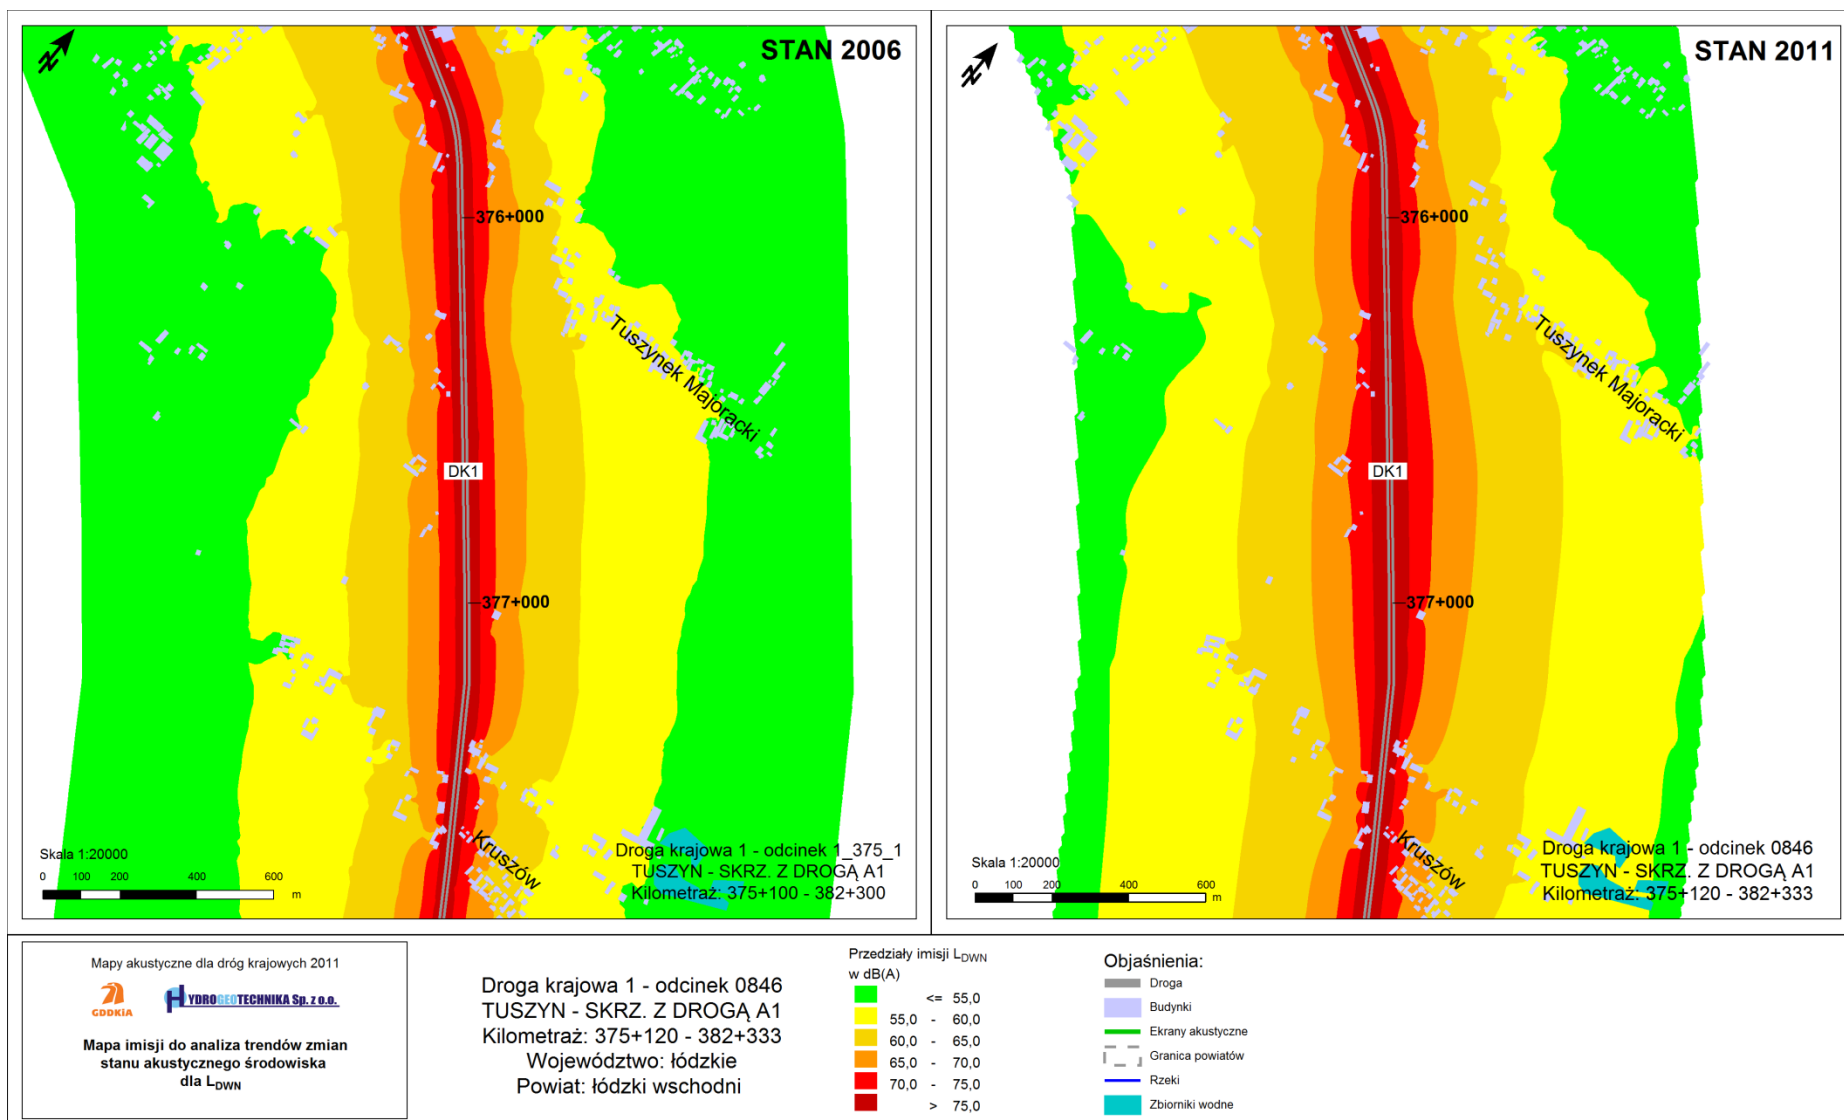 N
STAN 2006
376+000
Tuszynek Majoracki
DK1
377+000
Kruszów
Skala 1:20000
0 100 200 400 600
m
Droga krajowa 1 - odcinek 1_375_1
TUSZYN - SKRZ. Z DROGĄ A1
Kilometraż: 375+100 - 382+300
N
STAN 2011
376+000
Tuszynek Majoracki
DK1
377+000
Kruszów
Skala 1:20000
0 100 200 400 600
m
Droga krajowa 1 - odcinek 0846
TUSZYN - SKRZ. Z DROGĄ A1
Kilometraż: 375+120 - 382+333
Mapy akustyczne dla dróg krajowych 2011
GDDKiA
HYDROGEOTECHNIKA Sp. z o.o.
Mapa imisji do analiza trendów zmian
stanu akustycznego środowiska
dla LDWN
Droga krajowa 1 - odcinek 0846
TUSZYN - SKRZ. Z DROGĄ A1
Kilometraż: 375+120 - 382+333
Województwo: łódzkie
Powiat: łódzki wschodni
Przedziały imisji LDWN
w dB(A)
<= 55,0
55,0 - 60,0
60,0 - 65,0
65,0 - 70,0
70,0 - 75,0
> 75,0
Objaśnienia:
Droga
Budynki
Ekrany akustyczne
Granica powiatów
Rzeki
Zbiorniki wodne